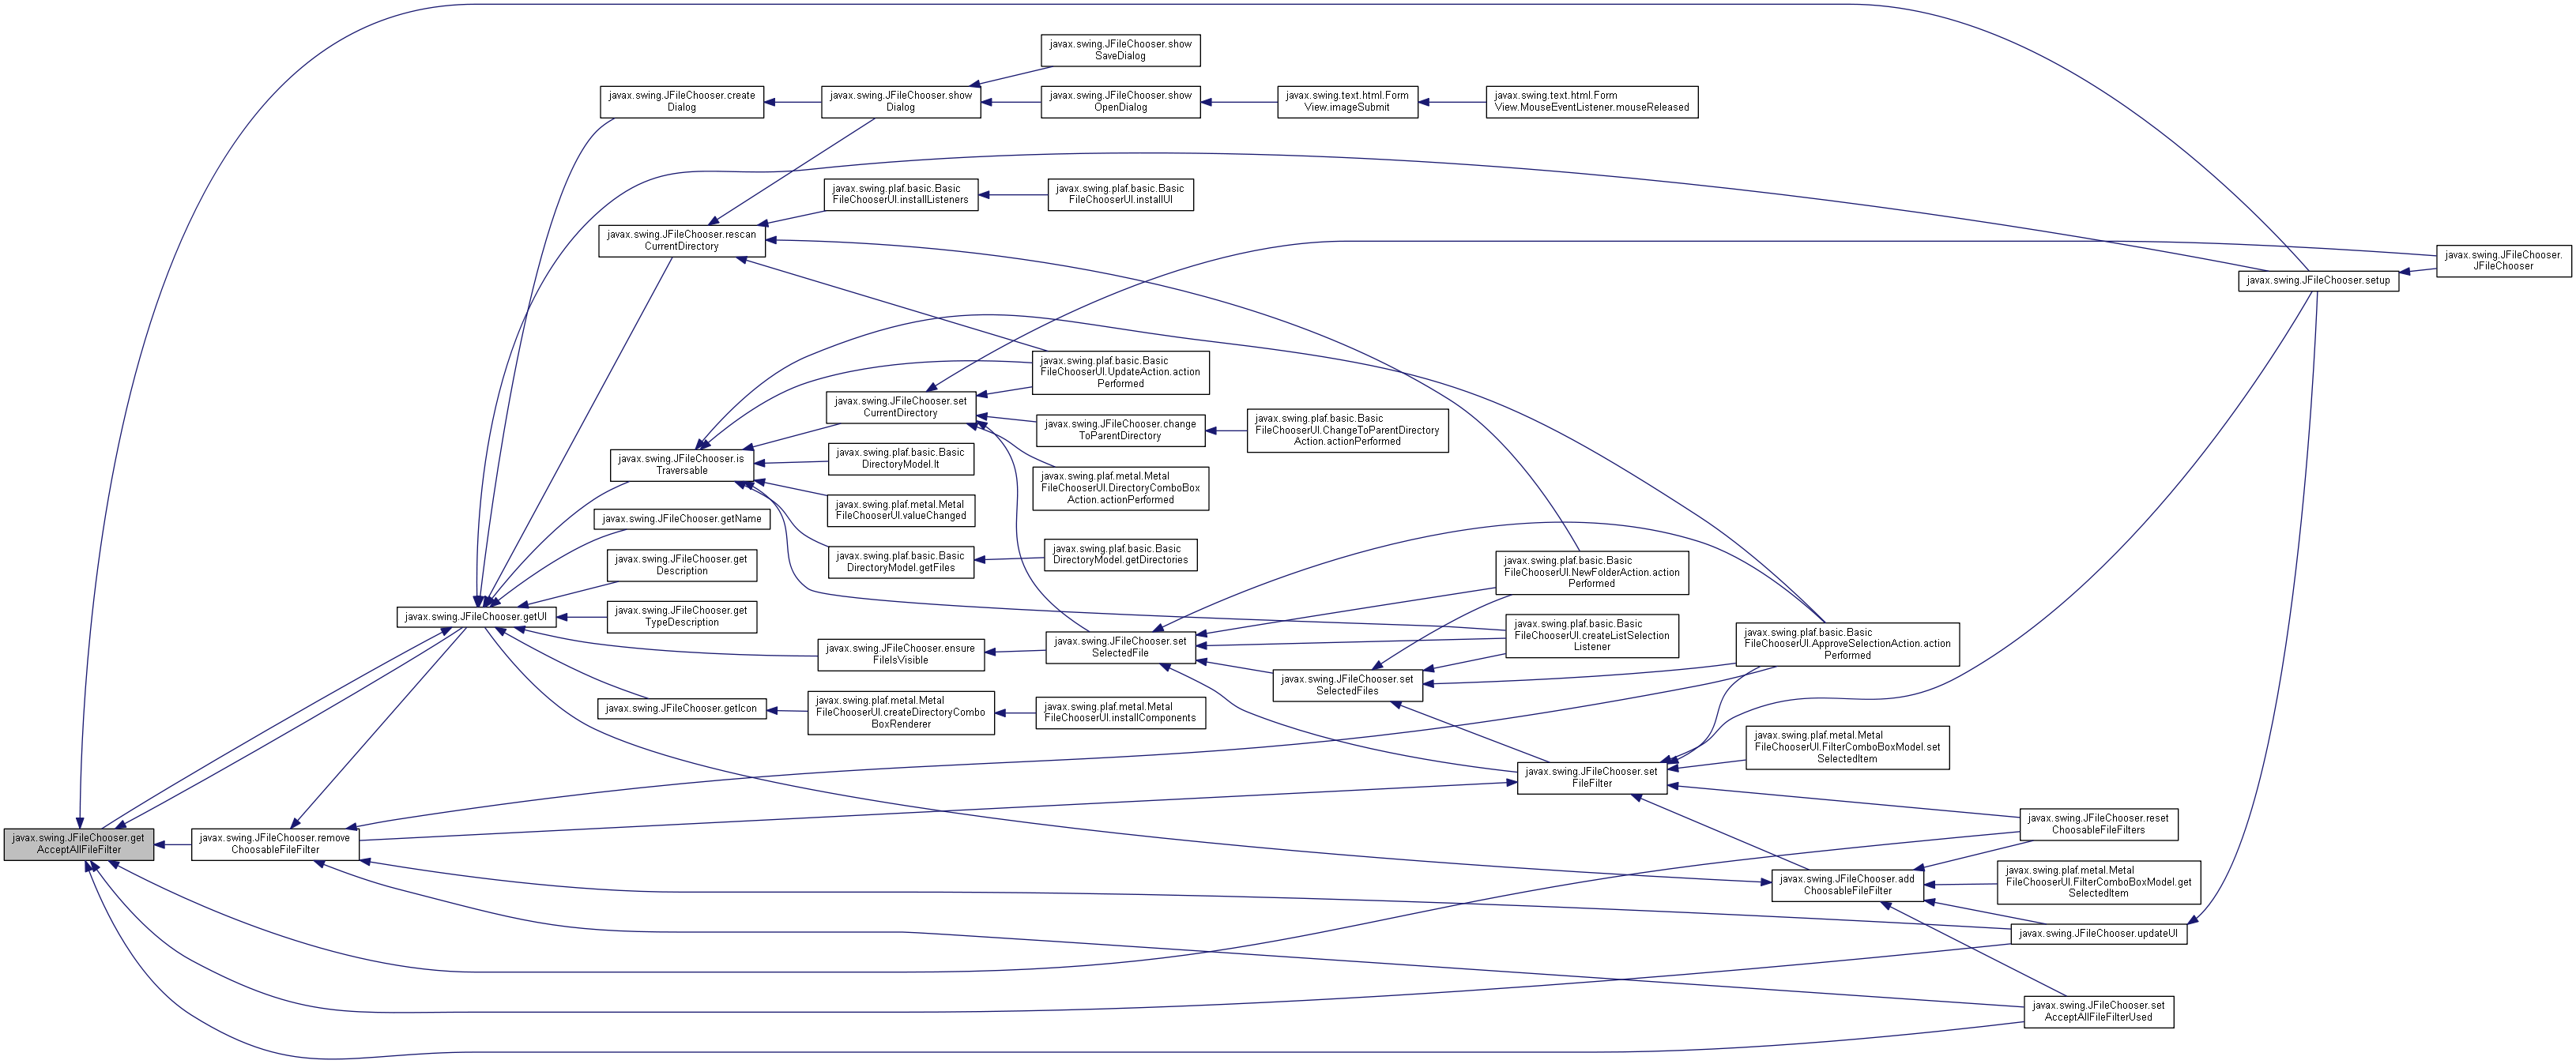 javax.swing.JFileChooser.show
SaveDialog
javax.swing.JFileChooser.create
Dialog
javax.swing.JFileChooser.show
Dialog
javax.swing.JFileChooser.show
OpenDialog
javax.swing.text.html.Form
View.imageSubmit
javax.swing.text.html.Form
View.MouseEventListener.mouseReleased
javax.swing.plaf.basic.Basic
FileChooserUI.installListeners
javax.swing.plaf.basic.Basic
FileChooserUI.installUI
javax.swing.JFileChooser.rescan
CurrentDirectory
javax.swing.JFileChooser.
JFileChooser
javax.swing.JFileChooser.setup
javax.swing.plaf.basic.Basic
FileChooserUI.UpdateAction.action
Performed
javax.swing.JFileChooser.set
CurrentDirectory
javax.swing.JFileChooser.change
ToParentDirectory
javax.swing.plaf.basic.Basic
FileChooserUI.ChangeToParentDirectory
Action.actionPerformed
javax.swing.JFileChooser.is
Traversable
javax.swing.plaf.basic.Basic
DirectoryModel.lt
javax.swing.plaf.metal.Metal
FileChooserUI.DirectoryComboBox
Action.actionPerformed
javax.swing.plaf.metal.Metal
FileChooserUI.valueChanged
javax.swing.JFileChooser.getName
javax.swing.JFileChooser.get
Description
javax.swing.plaf.basic.Basic
DirectoryModel.getFiles
javax.swing.plaf.basic.Basic
DirectoryModel.getDirectories
javax.swing.plaf.basic.Basic
FileChooserUI.NewFolderAction.action
Performed
javax.swing.JFileChooser.getUI
javax.swing.JFileChooser.get
TypeDescription
javax.swing.plaf.basic.Basic
FileChooserUI.createListSelection
Listener
javax.swing.plaf.basic.Basic
FileChooserUI.ApproveSelectionAction.action
Performed
javax.swing.JFileChooser.ensure
FileIsVisible
javax.swing.JFileChooser.set
SelectedFile
javax.swing.JFileChooser.set
SelectedFiles
javax.swing.JFileChooser.getIcon
javax.swing.plaf.metal.Metal
FileChooserUI.createDirectoryCombo
BoxRenderer
javax.swing.plaf.metal.Metal
FileChooserUI.installComponents
javax.swing.plaf.metal.Metal
FileChooserUI.FilterComboBoxModel.set
SelectedItem
javax.swing.JFileChooser.set
FileFilter
javax.swing.JFileChooser.reset
ChoosableFileFilters
javax.swing.JFileChooser.get
AcceptAllFileFilter
javax.swing.JFileChooser.remove
ChoosableFileFilter
javax.swing.JFileChooser.add
ChoosableFileFilter
javax.swing.plaf.metal.Metal
FileChooserUI.FilterComboBoxModel.get
SelectedItem
javax.swing.JFileChooser.updateUI
javax.swing.JFileChooser.set
AcceptAllFileFilterUsed